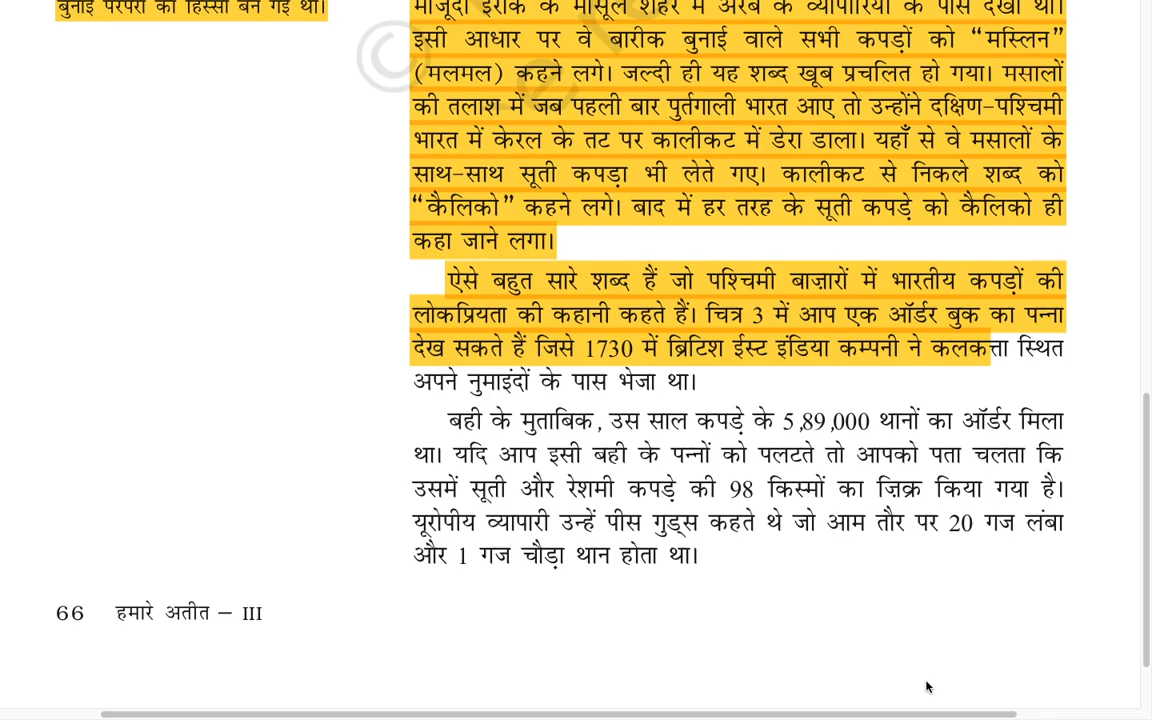 बुनाई परंपरा का हिस्सा बन गई थी।
मौजूदा इराक के मोसूल शहर में अरब के व्यापारियों के पास देखा था।
इसी आधार पर वे बारीक बुनाई वाले सभी कपड़ों को “मस्लिन”
(मलमल) कहने लगे। जल्दी ही यह शब्द खूब प्रचलित हो गया। मसालों
की तलाश में जब पहली बार पुर्तगाली भारत आए तो उन्होंने दक्षिण-पश्चिमी
भारत में केरल के तट पर कालीकट में डेरा डाला। यहाँ से वे मसालों के
साथ-साथ सूती कपड़ा भी लेते गए। कालीकट से निकले शब्द को
“कैलिको” कहने लगे। बाद में हर तरह के सूती कपड़े को कैलिको ही
कहा जाने लगा।
ऐसे बहुत सारे शब्द हैं जो पश्चिमी बाज़ारों में भारतीय कपड़ों की
लोकप्रियता की कहानी कहते हैं। चित्र 3 में आप एक ऑर्डर बुक का पन्ना
देख सकते हैं जिसे 1730 में ब्रिटिश ईस्ट इंडिया कम्पनी ने कलकत्ता स्थित
अपने नुमाइंदों के पास भेजा था।
बही के मुताबिक, उस साल कपड़े के 5,89,000 थानों का ऑर्डर मिला
था। यदि आप इसी बही के पन्नों को पलटते तो आपको पता चलता कि
उसमें सूती और रेशमी कपड़े की 98 किस्मों का ज़िक्र किया गया है।
यूरोपीय व्यापारी उन्हें पीस गुड्स कहते थे जो आम तौर पर 20 गज लंबा
और 1 गज चौड़ा थान होता था।
66 हमारे अतीत – III